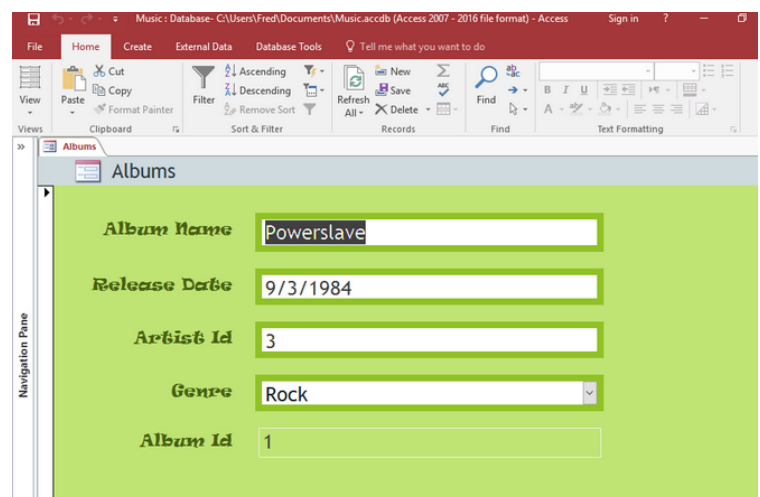 Music : Database- C:\Users\Fred\Documents\Music.accdb (Access 2007 - 2016 file format) - Access Sign in ?
File Home Create External Data Database Tools Tell me what you want to do
View
Views
Paste
Cut
Copy
Format Painter
Clipboard
Filter
Ascending
Descending
Remove Sort
Sort & Filter
Refresh
All
New
Save
Delete
Records
Find
Find
B I U
A
Text Formatting
Albums
Albums
Album Name Powerslave
Release Date 9/3/1984
Artist Id 3
Genre Rock
Album Id 1
Navigation Pane